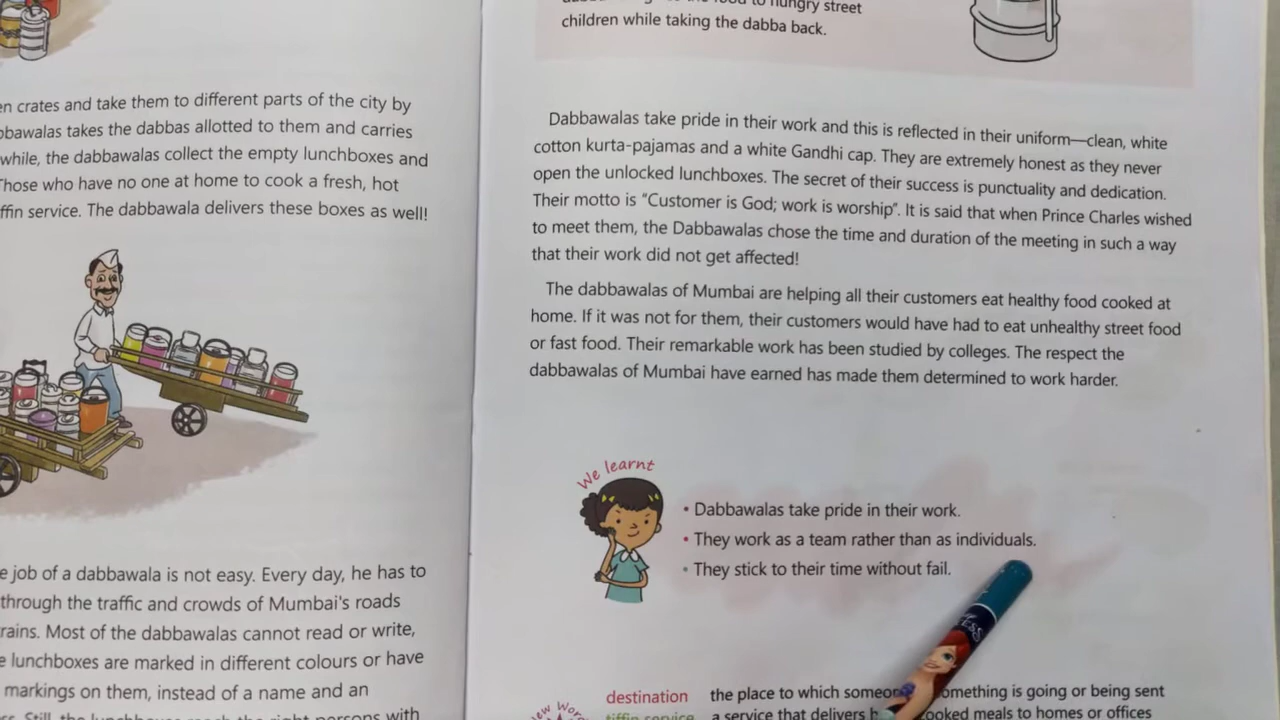 en crates and take them to different parts of the city by
bbawalas takes the dabbas allotted to them and carries
while, the dabbawalas collect the empty lunchboxes and
Those who have no one at home to cook a fresh, hot
ffin service. The dabbawala delivers these boxes as well!
e job of a dabbawala is not easy. Every day, he has to
through the traffic and crowds of Mumbai's roads
rains. Most of the dabbawalas cannot read or write,
e lunchboxes are marked in different colours or have
markings on them, instead of a name and an
Still, the lunchboxes reach the right persons with
to hungry street
children while taking the dabba back.
Dabbawalas take pride in their work and this is reflected in their uniform—clean, white
cotton kurta-pajamas and a white Gandhi cap. They are extremely honest as they never
open the unlocked lunchboxes. The secret of their success is punctuality and dedication.
Their motto is "Customer is God; work is worship". It is said that when Prince Charles wished
to meet them, the Dabbawalas chose the time and duration of the meeting in such a way
that their work did not get affected!
The dabbawalas of Mumbai are helping all their customers eat healthy food cooked at
home. If it was not for them, their customers would have had to eat unhealthy street food
or fast food. Their remarkable work has been studied by colleges. The respect the
dabbawalas of Mumbai have earned has made them determined to work harder.
We learnt
• Dabbawalas take pride in their work.
• They work as a team rather than as individuals.
• They stick to their time without fail.
New Wor
destination the place to which someo omething is going or being sent
tiffin service a service that delivers h cooked meals to homes or offices